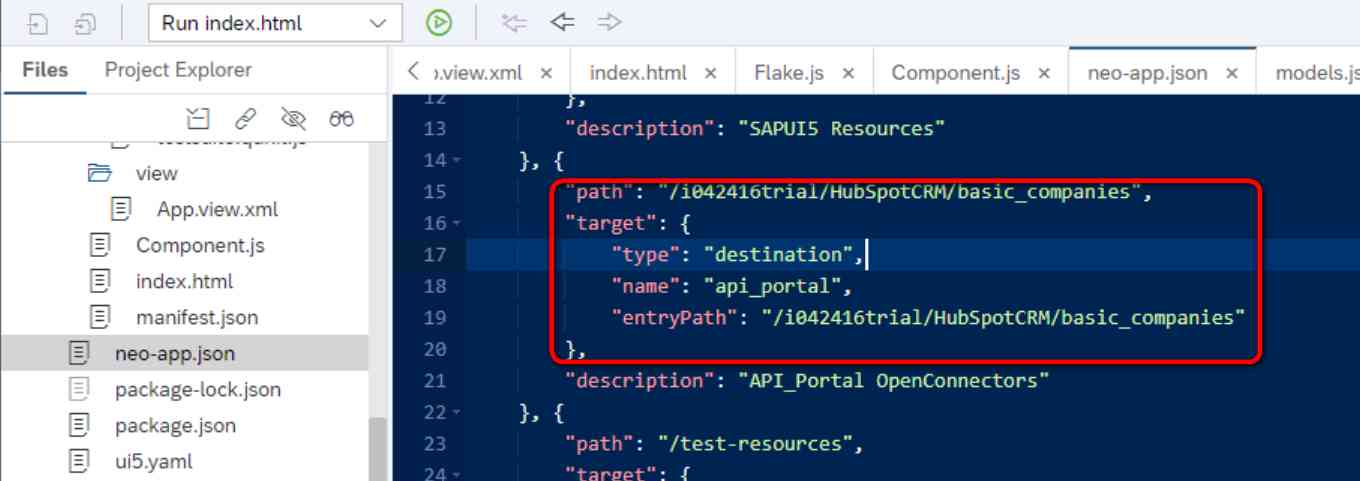 Run index.html
Files Project Explorer
view
App.view.xml
Component.js
index.html
manifest.json
neo-app.json
package-lock.json
package.json
ui5.yaml
.view.xml × index.html × Flake.js × Component.js × neo-app.json × models.js
12 },
13 "description": "SAPUI5 Resources"
14 }, {
15 "path": "/i042416trial/HubSpotCRM/basic_companies",
16 "target": {
17 "type": "destination",
18 "name": "api_portal",
19 "entryPath": "/i042416trial/HubSpotCRM/basic_companies"
20 },
21 "description": "API_Portal OpenConnectors"
22 }, {
23 "path": "/test-resources",
24 "target": {